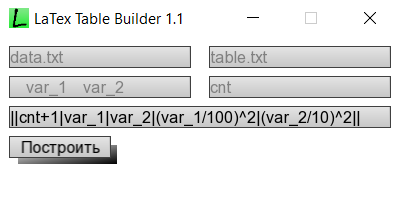 LaTex Table Builder 1.1
data.txt table.txt
var_1 var_2 cnt
||cnt+1|var_1|var_2|(var_1/100)^2|(var_2/10)^2||
Построить